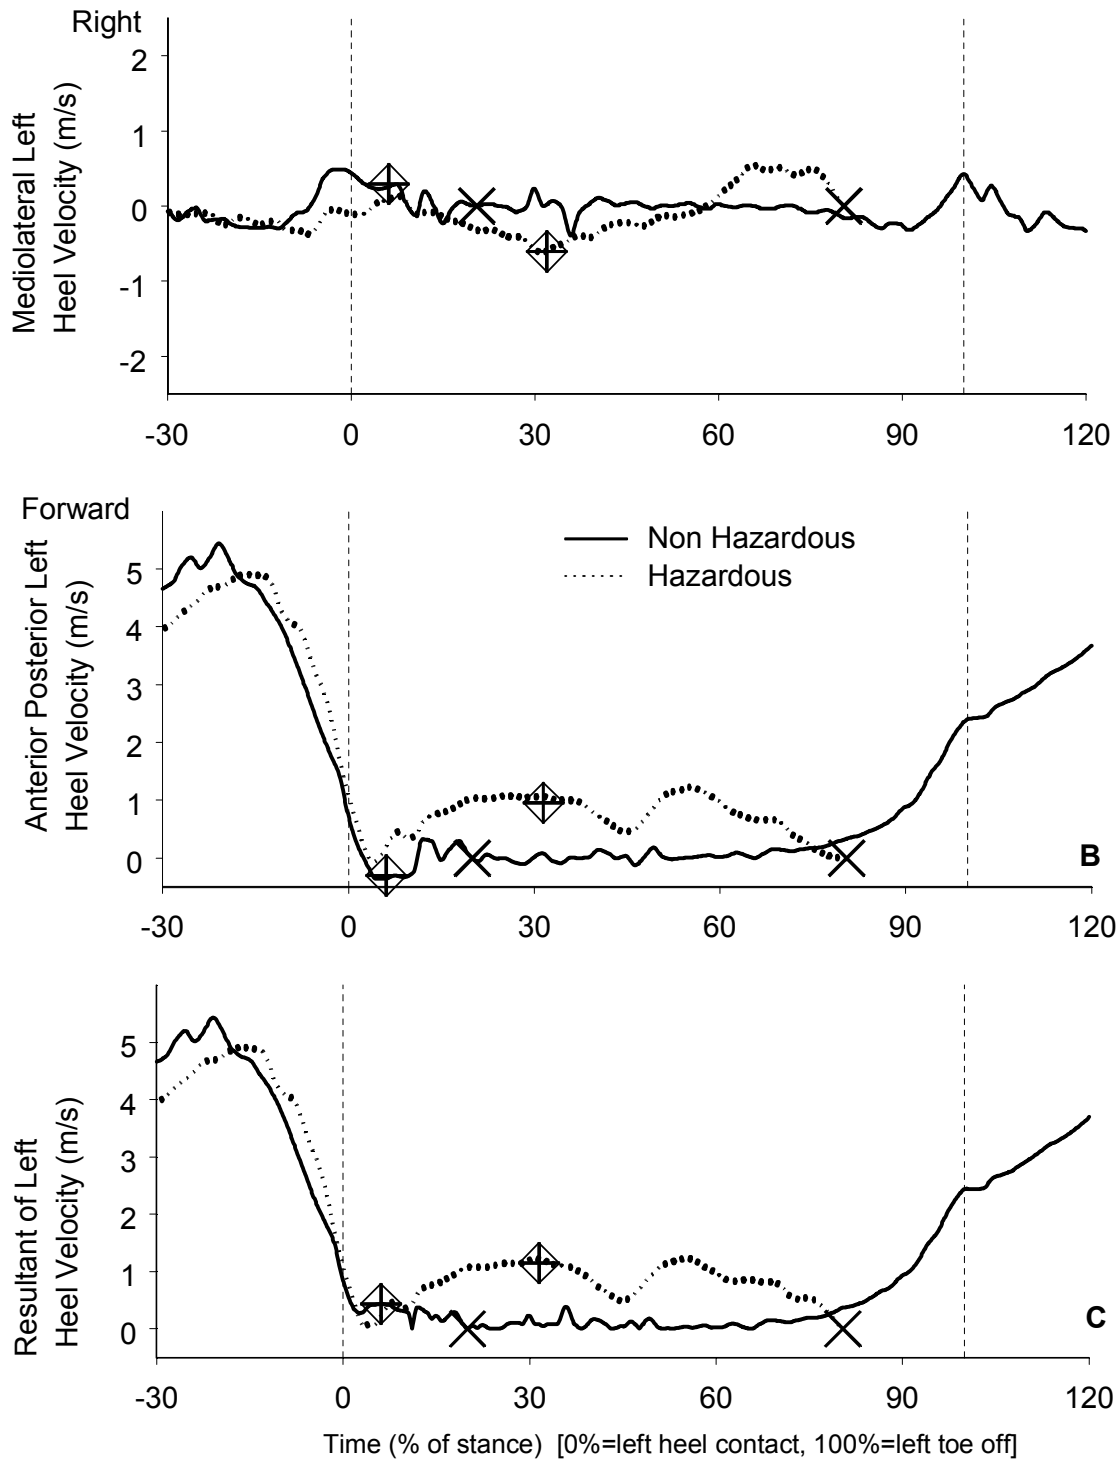 Right
Mediolateral Left
Heel Velocity (m/s)
2
1
0
-1
-2
-30 0 30 60 90 120
Forward
Anterior Posterior Left
Heel Velocity (m/s)
Non Hazardous
Hazardous
5
4
3
2
1
0
B
-30 0 30 60 90 120
Resultant of Left
Heel Velocity (m/s)
5
4
3
2
1
0
C
-30 0 30 60 90 120
Time (% of stance) [0%=left heel contact, 100%=left toe off]